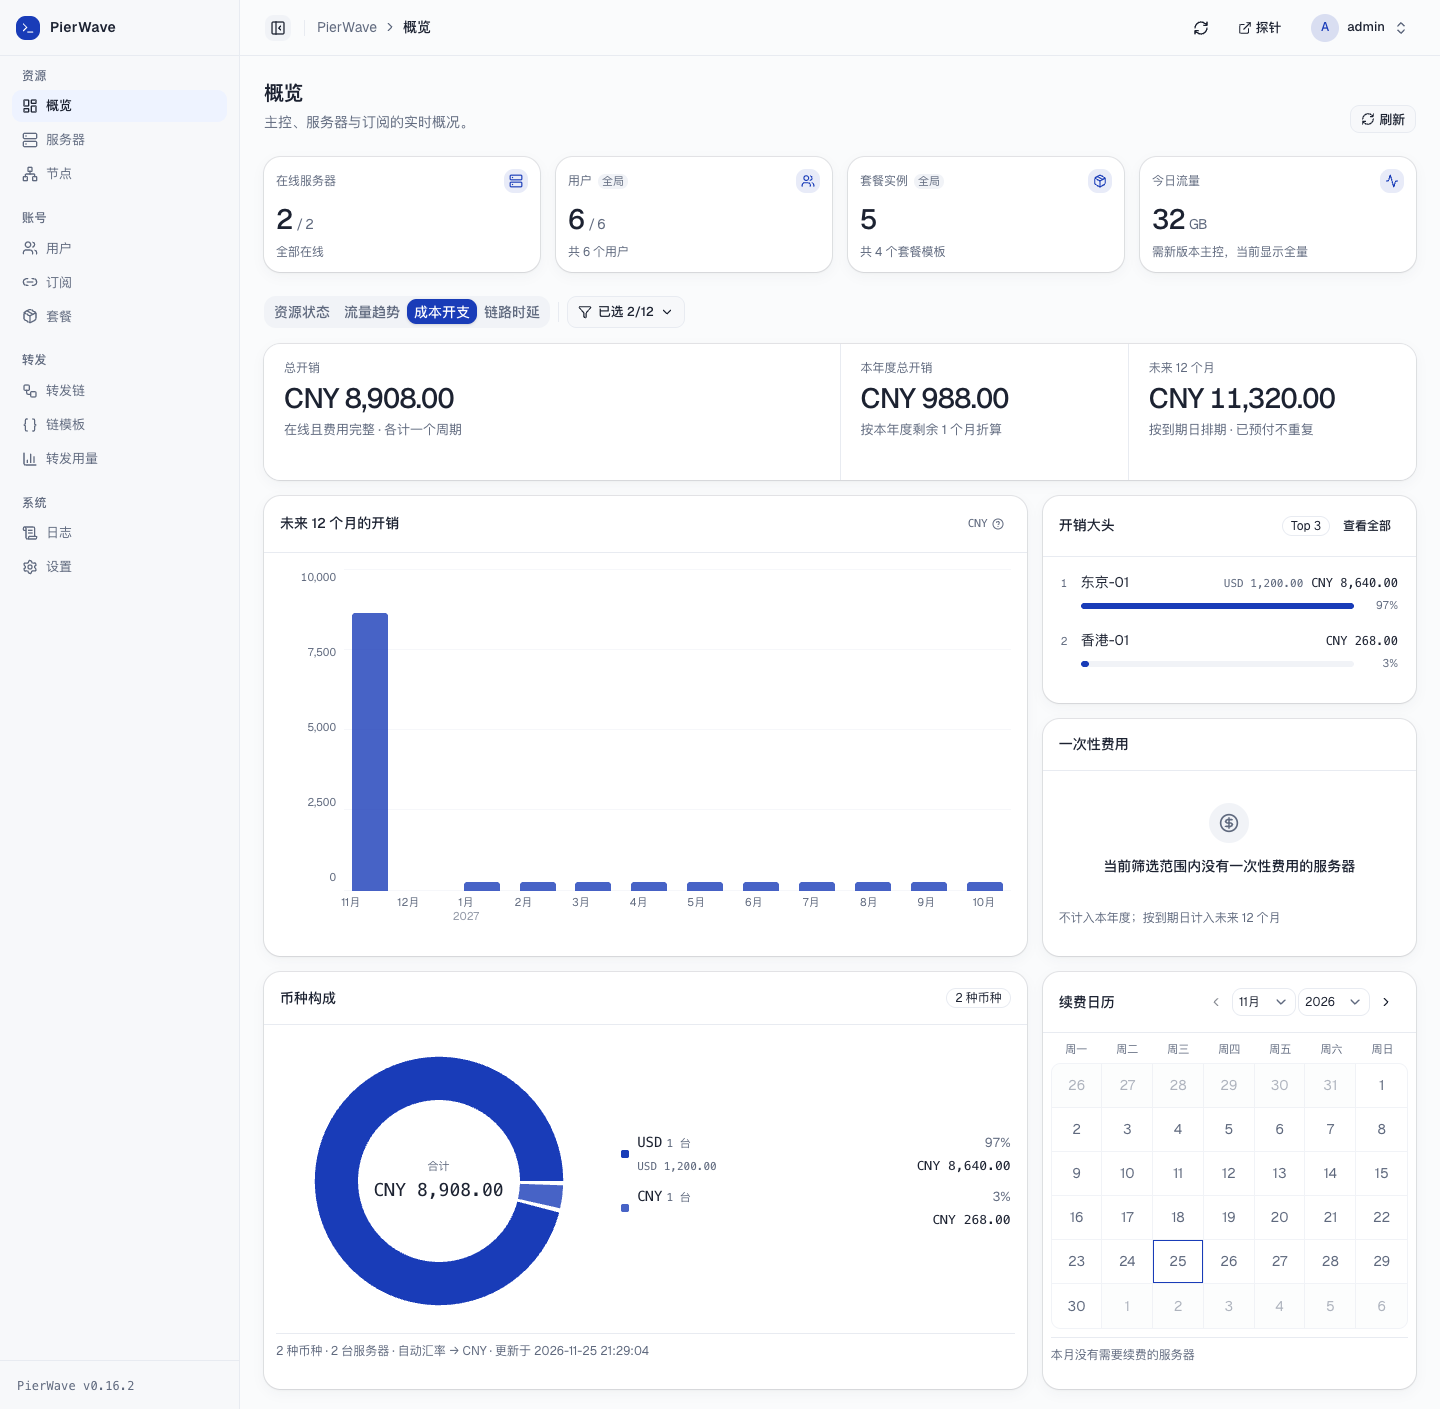 PierWave
PierWave > 概览
探针
A admin
资源
概览
服务器
节点
账号
用户
订阅
套餐
转发
转发链
链模板
转发用量
系统
日志
设置
PierWave v0.16.2
概览
主控、服务器与订阅的实时概况。
刷新
在线服务器
2 / 2
全部在线
用户 全局
6 / 6
共 6 个用户
套餐实例 全局
5
共 4 个套餐模板
今日流量
32 GB
需新版本主控，当前显示全量
资源状态 流量趋势 成本开支 链路时延
已选 2/12
总开销
CNY 8,908.00
在线且费用完整 · 各计一个周期
本年度总开销
CNY 988.00
按本年度剩余 1 个月折算
未来 12 个月
CNY 11,320.00
按到期日排期 · 已预付不重复
未来 12 个月的开销
CNY
10,000
7,500
5,000
2,500
0
11月 12月 1月 2月 3月 4月 5月 6月 7月 8月 9月 10月
2027
开销大头
Top 3 查看全部
1 东京-01 USD 1,200.00 CNY 8,640.00
97%
2 香港-01 CNY 268.00
3%
一次性费用
当前筛选范围内没有一次性费用的服务器
不计入本年度；按到期日计入未来 12 个月
币种构成
2 种币种
合计
CNY 8,908.00
USD 1 台 97%
USD 1,200.00 CNY 8,640.00
CNY 1 台 3%
CNY 268.00
2 种币种 · 2 台服务器 · 自动汇率 → CNY · 更新于 2026-11-25 21:29:04
续费日历
11月 2026
周一 周二 周三 周四 周五 周六 周日
26 27 28 29 30 31 1
2 3 4 5 6 7 8
9 10 11 12 13 14 15
16 17 18 19 20 21 22
23 24 25 26 27 28 29
30 1 2 3 4 5 6
本月没有需要续费的服务器